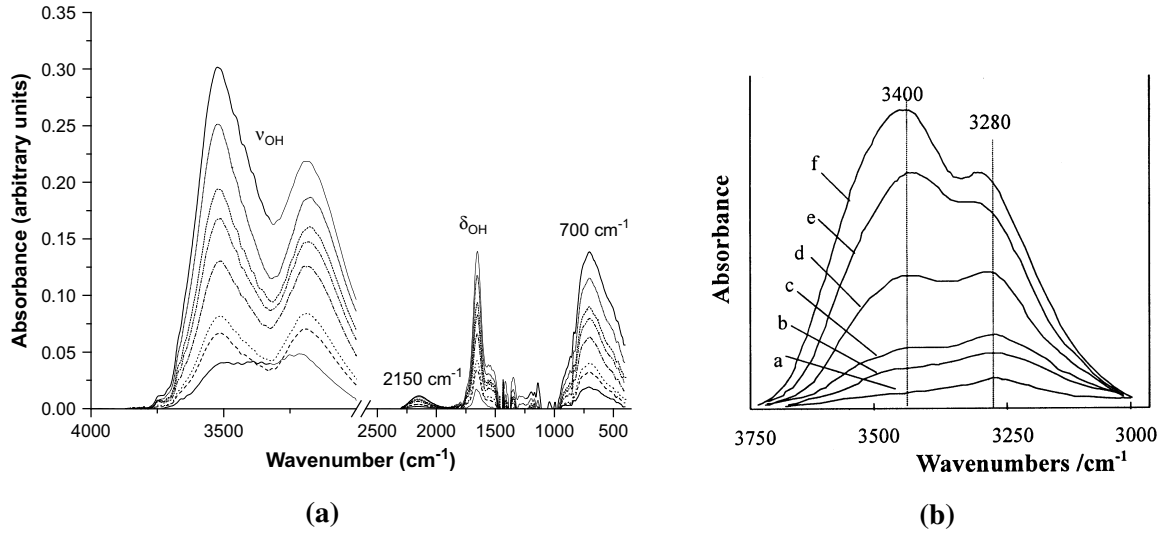 0.35
0.30
0.25
0.20
0.15
0.10
0.05
0.00
Absorbance (arbitrary units)
ν_OH
δ_OH
700 cm⁻¹
2150 cm⁻¹
4000 3500 2500 2000 1500 1000 500
Wavenumber (cm⁻¹)
(a)
Absorbance
3400
3280
f
e
d
c
b
a
3750 3500 3250 3000
Wavenumbers /cm⁻¹
(b)